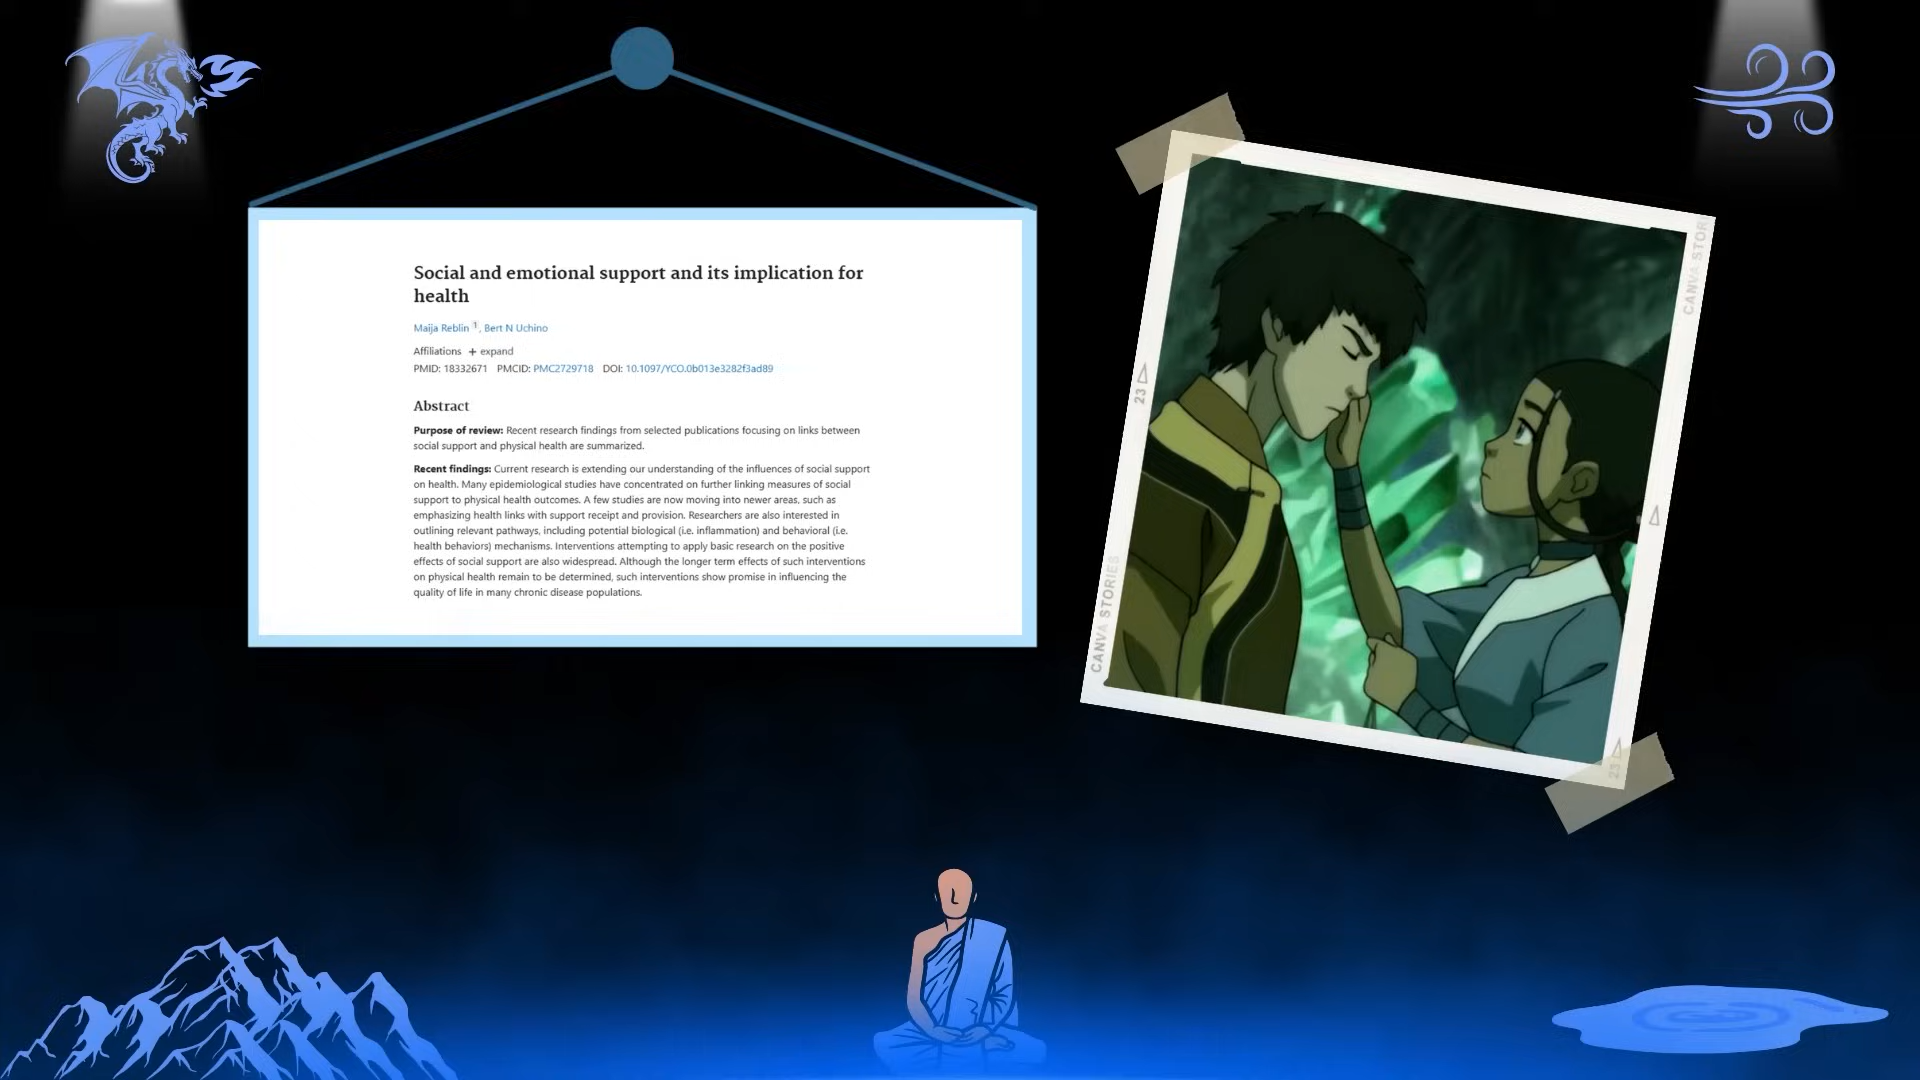 Social and emotional support and its implication for
health
Maija Reblin 1, Bert N Uchino
Affiliations + expand
PMID: 18332671 PMCID: PMC2729718 DOI: 10.1097/YCO.0b013e3282f3ad89
Abstract
Purpose of review: Recent research findings from selected publications focusing on links between
social support and physical health are summarized.
Recent findings: Current research is extending our understanding of the influences of social support
on health. Many epidemiological studies have concentrated on further linking measures of social
support to physical health outcomes. A few studies are now moving into newer areas, such as
emphasizing health links with support receipt and provision. Researchers are also interested in
outlining relevant pathways, including potential biological (i.e. inflammation) and behavioral (i.e.
health behaviors) mechanisms. Interventions attempting to apply basic research on the positive
effects of social support are also widespread. Although the longer term effects of such interventions
on physical health remain to be determined, such interventions show promise in influencing the
quality of life in many chronic disease populations.
CANVA STOR
23
CANVA STORIES
23